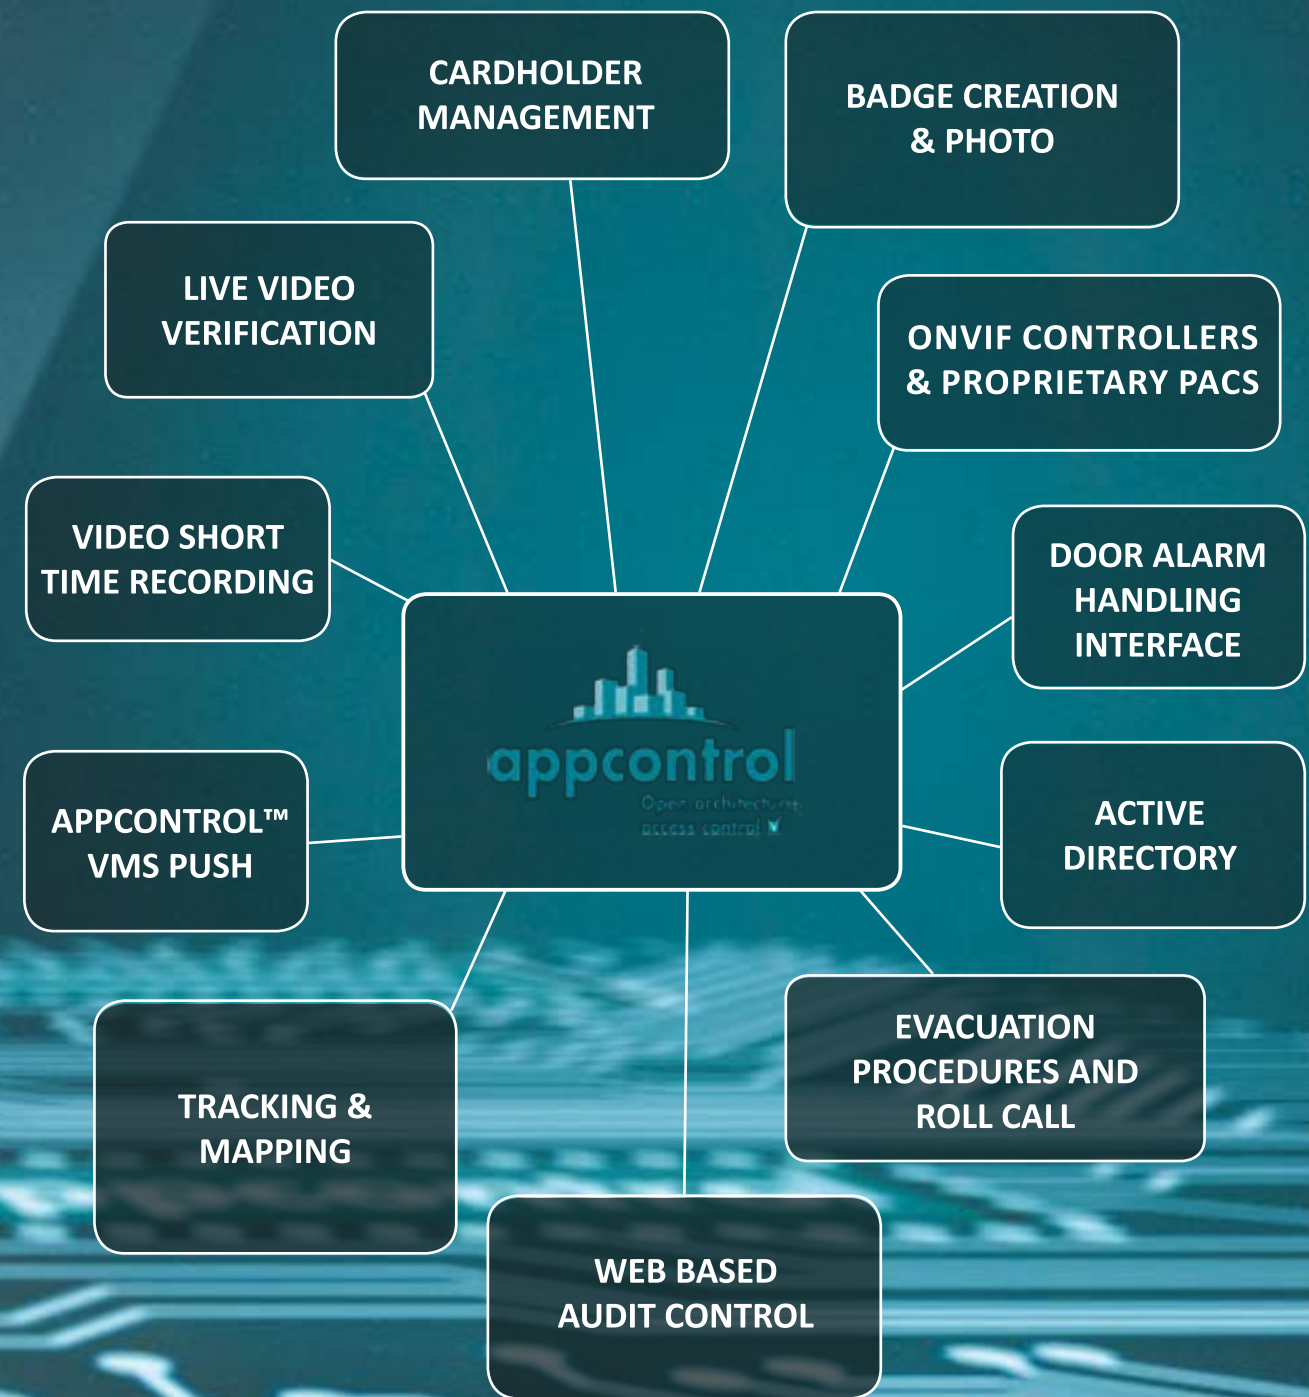 CARDHOLDER
MANAGEMENT
BADGE CREATION
& PHOTO
LIVE VIDEO
VERIFICATION
ONVIF CONTROLLERS
& PROPRIETARY PACS
VIDEO SHORT
TIME RECORDING
DOOR ALARM
HANDLING
INTERFACE
appcontrol
Open architecture,
access control
APPCONTROL™
VMS PUSH
ACTIVE
DIRECTORY
EVACUATION
PROCEDURES AND
ROLL CALL
TRACKING &
MAPPING
WEB BASED
AUDIT CONTROL